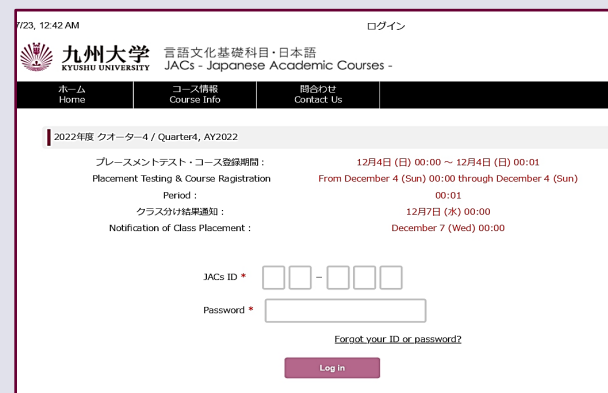 7/23, 12:42 AM ログイン
九州大学 言語文化基礎科目・日本語
KYUSHU UNIVERSITY JACs - Japanese Academic Courses -
ホーム コース情報 問合わせ
Home Course Info Contact Us
2022年度 クオーター4 / Quarter4, AY2022
プレースメントテスト・コース登録期間: 12月4日 (日) 00:00 ~ 12月4日 (日) 00:01
Placement Testing & Course Ragistration From December 4 (Sun) 00:00 through December 4 (Sun)
Period : 00:01
クラス分け結果通知: 12月7日 (水) 00:00
Notification of Class Placement : December 7 (Wed) 00:00
JACs ID * -
Password *
Forgot your ID or password?
Log in